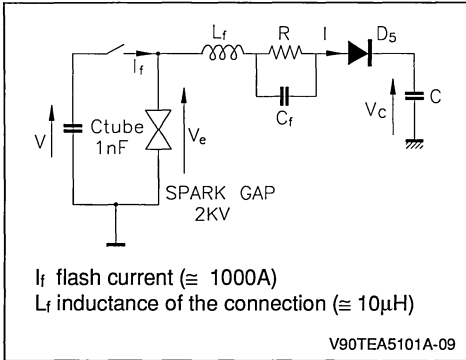 Lf
R
I
D5
If
Cf
Vc
C
V
Ctube
1nF
Ve
SPARK GAP
2KV
If flash current (≅ 1000A)
Lf inductance of the connection (≅ 10µH)
V90TEA5101A-09